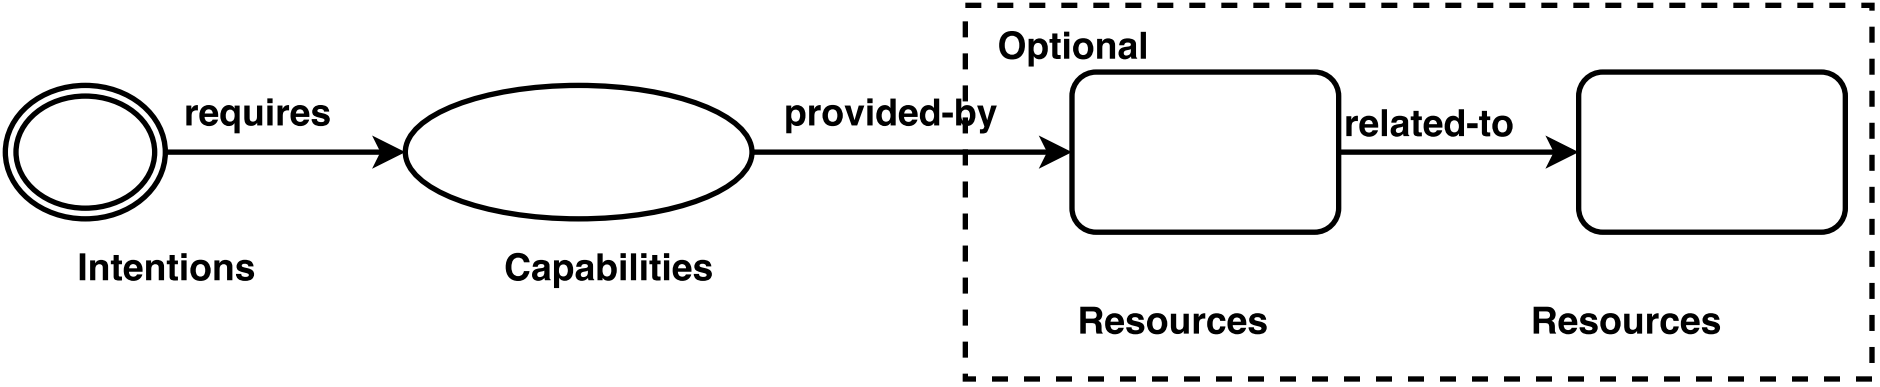 Optional
requires
provided-by
related-to
Intentions
Capabilities
Resources
Resources